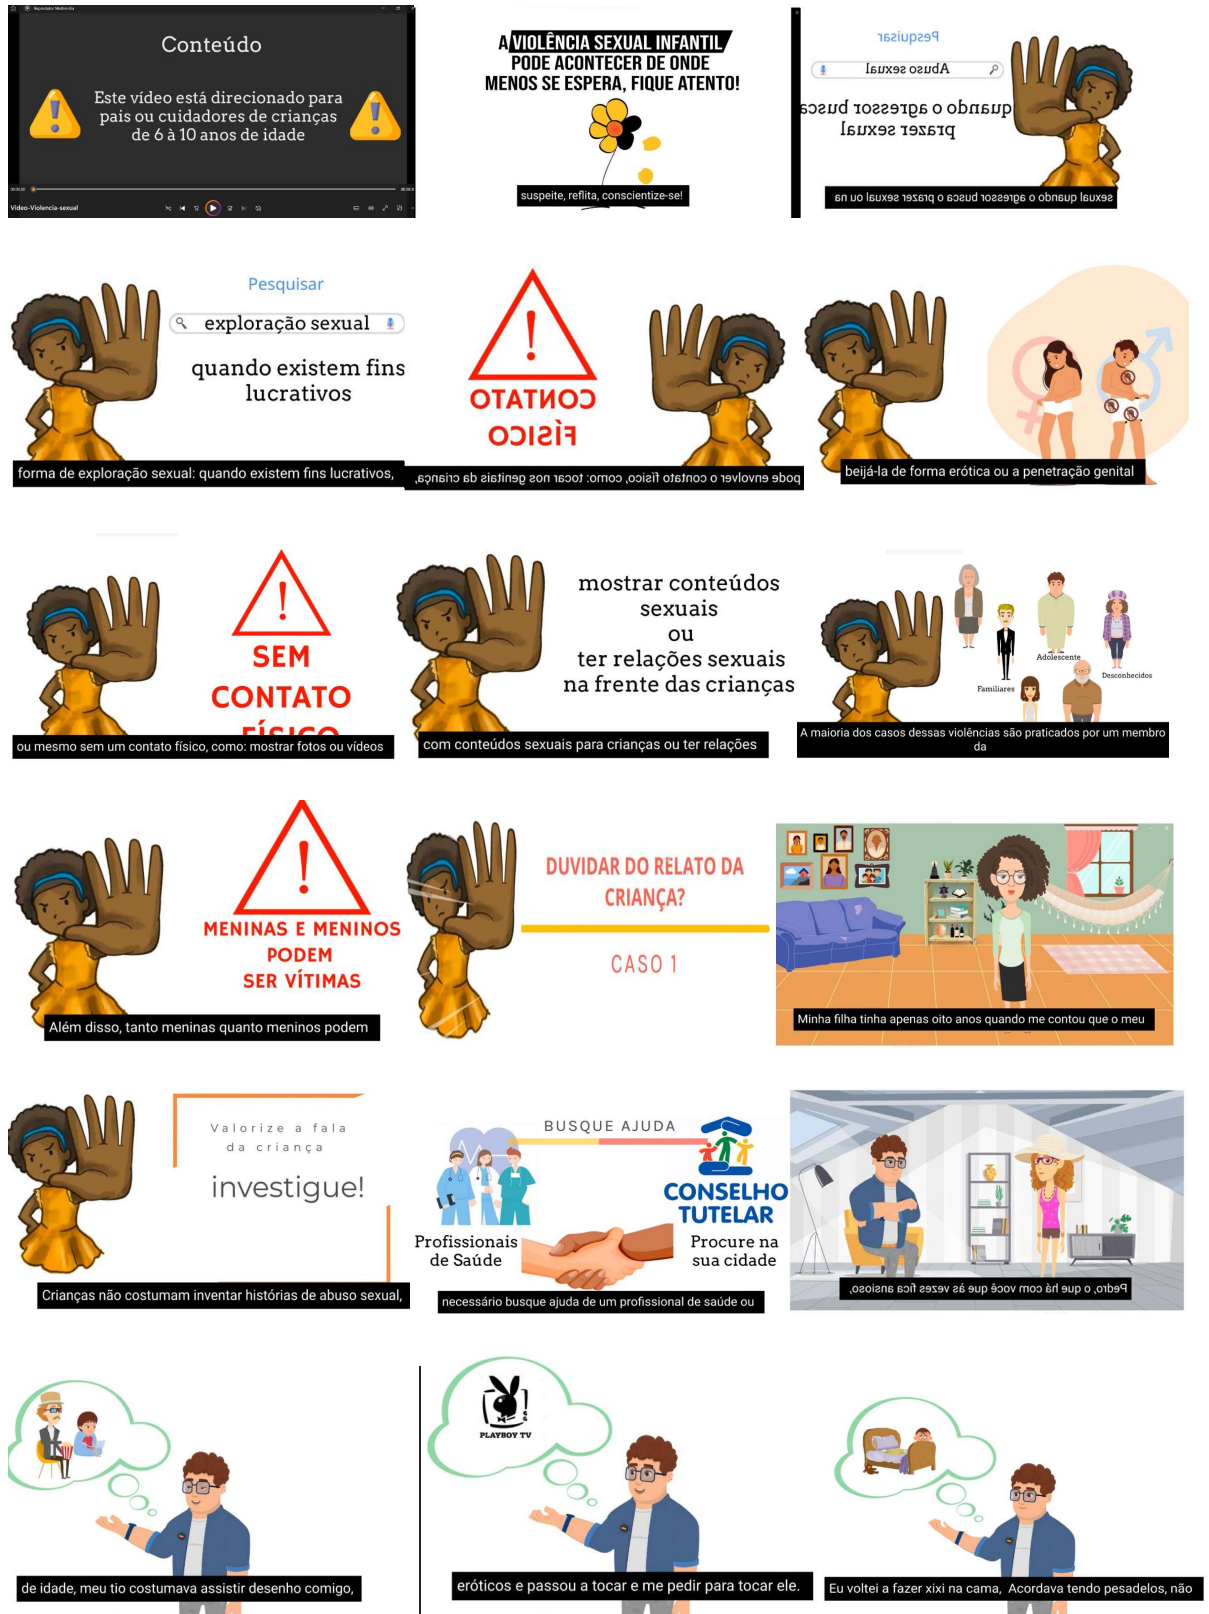 Reprodutor Multimídia
Conteúdo
Este vídeo está direcionado para
pais ou cuidadores de crianças
de 6 à 10 anos de idade
Vídeo-Violencia-sexual
A VIOLÊNCIA SEXUAL INFANTIL
PODE ACONTECER DE ONDE
MENOS SE ESPERA, FIQUE ATENTO!
suspeite, reflita, conscientize-se!
Pesquisar
Abuso sexual
quando o agressor busca
prazer sexual
sexual quando o agressor busca o prazer sexual ou na
Pesquisar
exploração sexual
quando existem fins
lucrativos
forma de exploração sexual: quando existem fins lucrativos,
CONTATO
FÍSICO
pode envolver o contato físico, como: tocar nos genitais da criança,
beijá-la de forma erótica ou a penetração genital
SEM
CONTATO
FÍSICO
ou mesmo sem um contato físico, como: mostrar fotos ou vídeos
mostrar conteúdos
sexuais
ou
ter relações sexuais
na frente das crianças
com conteúdos sexuais para crianças ou ter relações
Adolescente
Familiares
Desconhecidos
A maioria dos casos dessas violências são praticados por um membro
da
MENINAS E MENINOS
PODEM
SER VÍTIMAS
Além disso, tanto meninas quanto meninos podem
DUVIDAR DO RELATO DA
CRIANÇA?
CASO 1
Minha filha tinha apenas oito anos quando me contou que o meu
Valorize a fala
da criança
investigue!
Crianças não costumam inventar histórias de abuso sexual,
BUSQUE AJUDA
CONSELHO
TUTELAR
Profissionais
de Saúde
Procure na
sua cidade
necessário busque ajuda de um profissional de saúde ou
Pedro, o que há com você que às vezes fica ansioso,
de idade, meu tio costumava assistir desenho comigo,
PLAYBOY TV
eróticos e passou a tocar e me pedir para tocar ele.
Eu voltei a fazer xixi na cama, Acordava tendo pesadelos, não